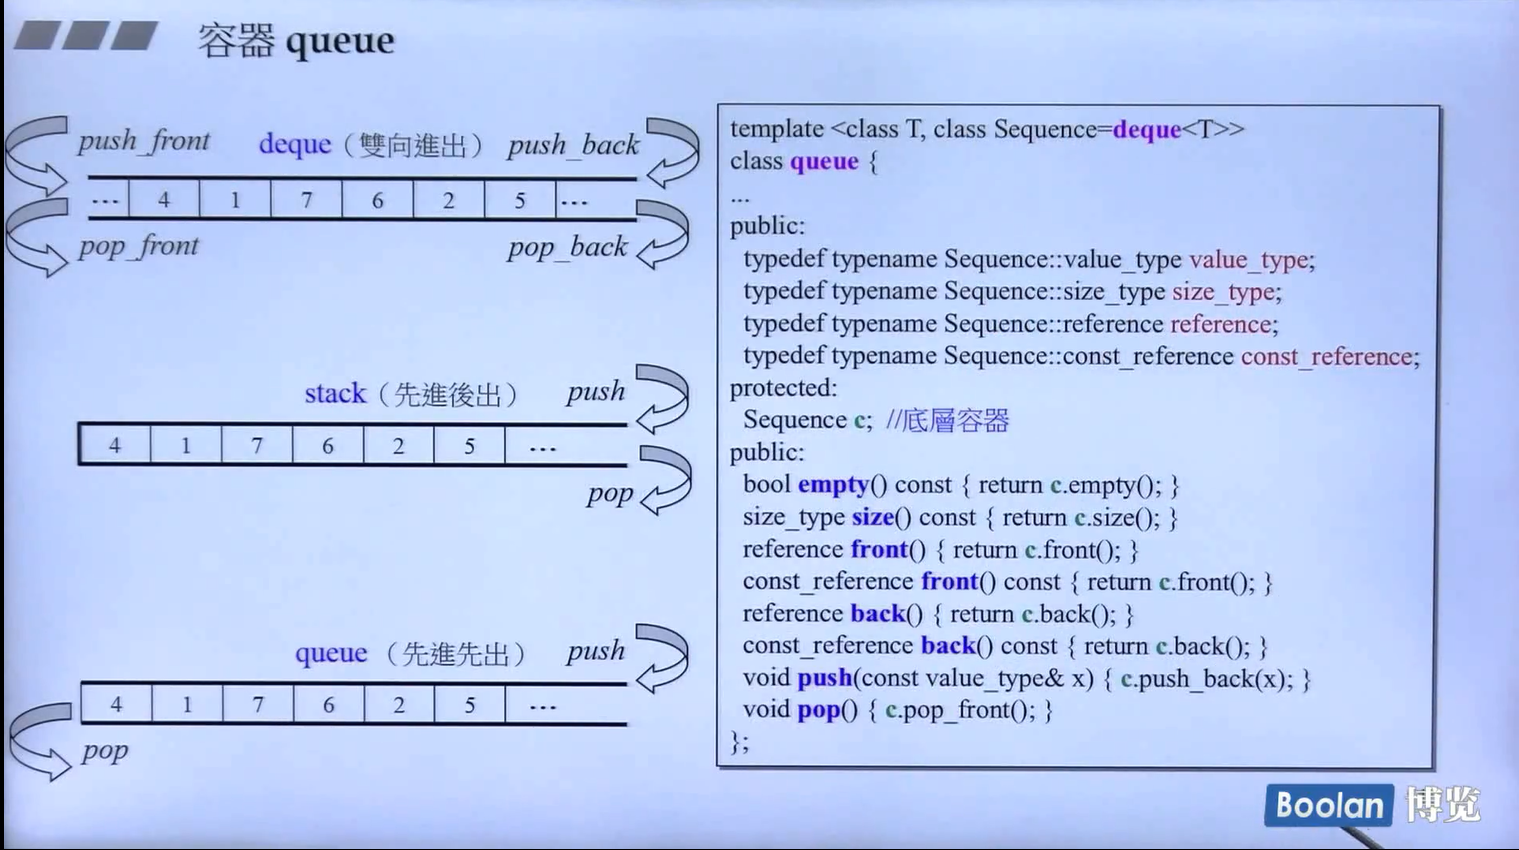 容器 queue
push_front deque（雙向進出） push_back
... 4 1 7 6 2 5 ...
pop_front pop_back
stack（先進後出） push
4 1 7 6 2 5 ...
pop
queue （先進先出） push
4 1 7 6 2 5 ...
pop
template <class T, class Sequence=deque<T>>
class queue {
...
public:
typedef typename Sequence::value_type value_type;
typedef typename Sequence::size_type size_type;
typedef typename Sequence::reference reference;
typedef typename Sequence::const_reference const_reference;
protected:
Sequence c; //底層容器
public:
bool empty() const { return c.empty(); }
size_type size() const { return c.size(); }
reference front() { return c.front(); }
const_reference front() const { return c.front(); }
reference back() { return c.back(); }
const_reference back() const { return c.back(); }
void push(const value_type& x) { c.push_back(x); }
void pop() { c.pop_front(); }
};
Boolan 博览